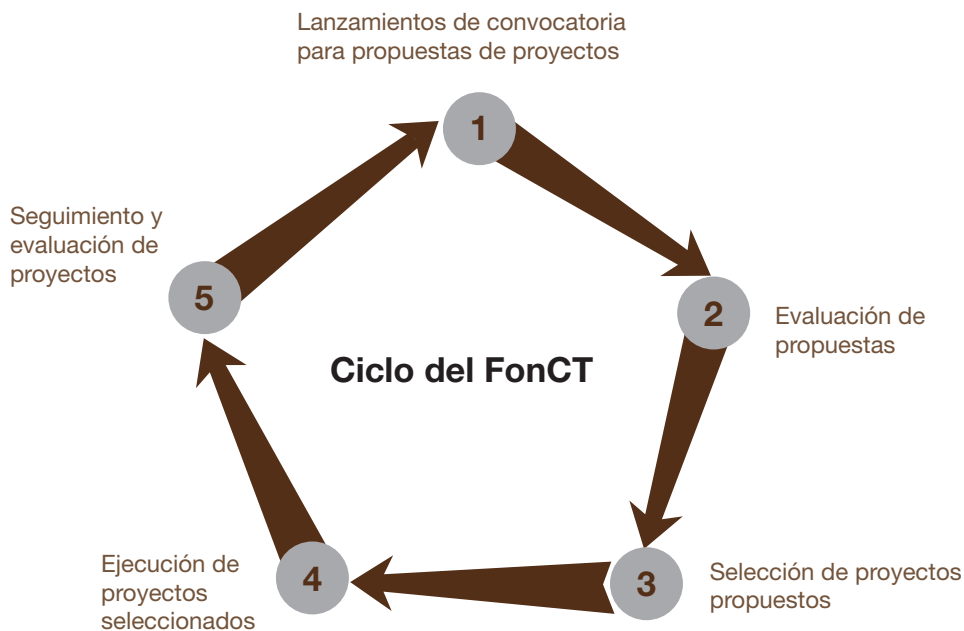 Lanzamientos de convocatoria
para propuestas de proyectos
1
2
Evaluación de
propuestas
3
Selección de proyectos
propuestos
4
Ejecución de
proyectos
seleccionados
5
Seguimiento y
evaluación de
proyectos
Ciclo del FonCT